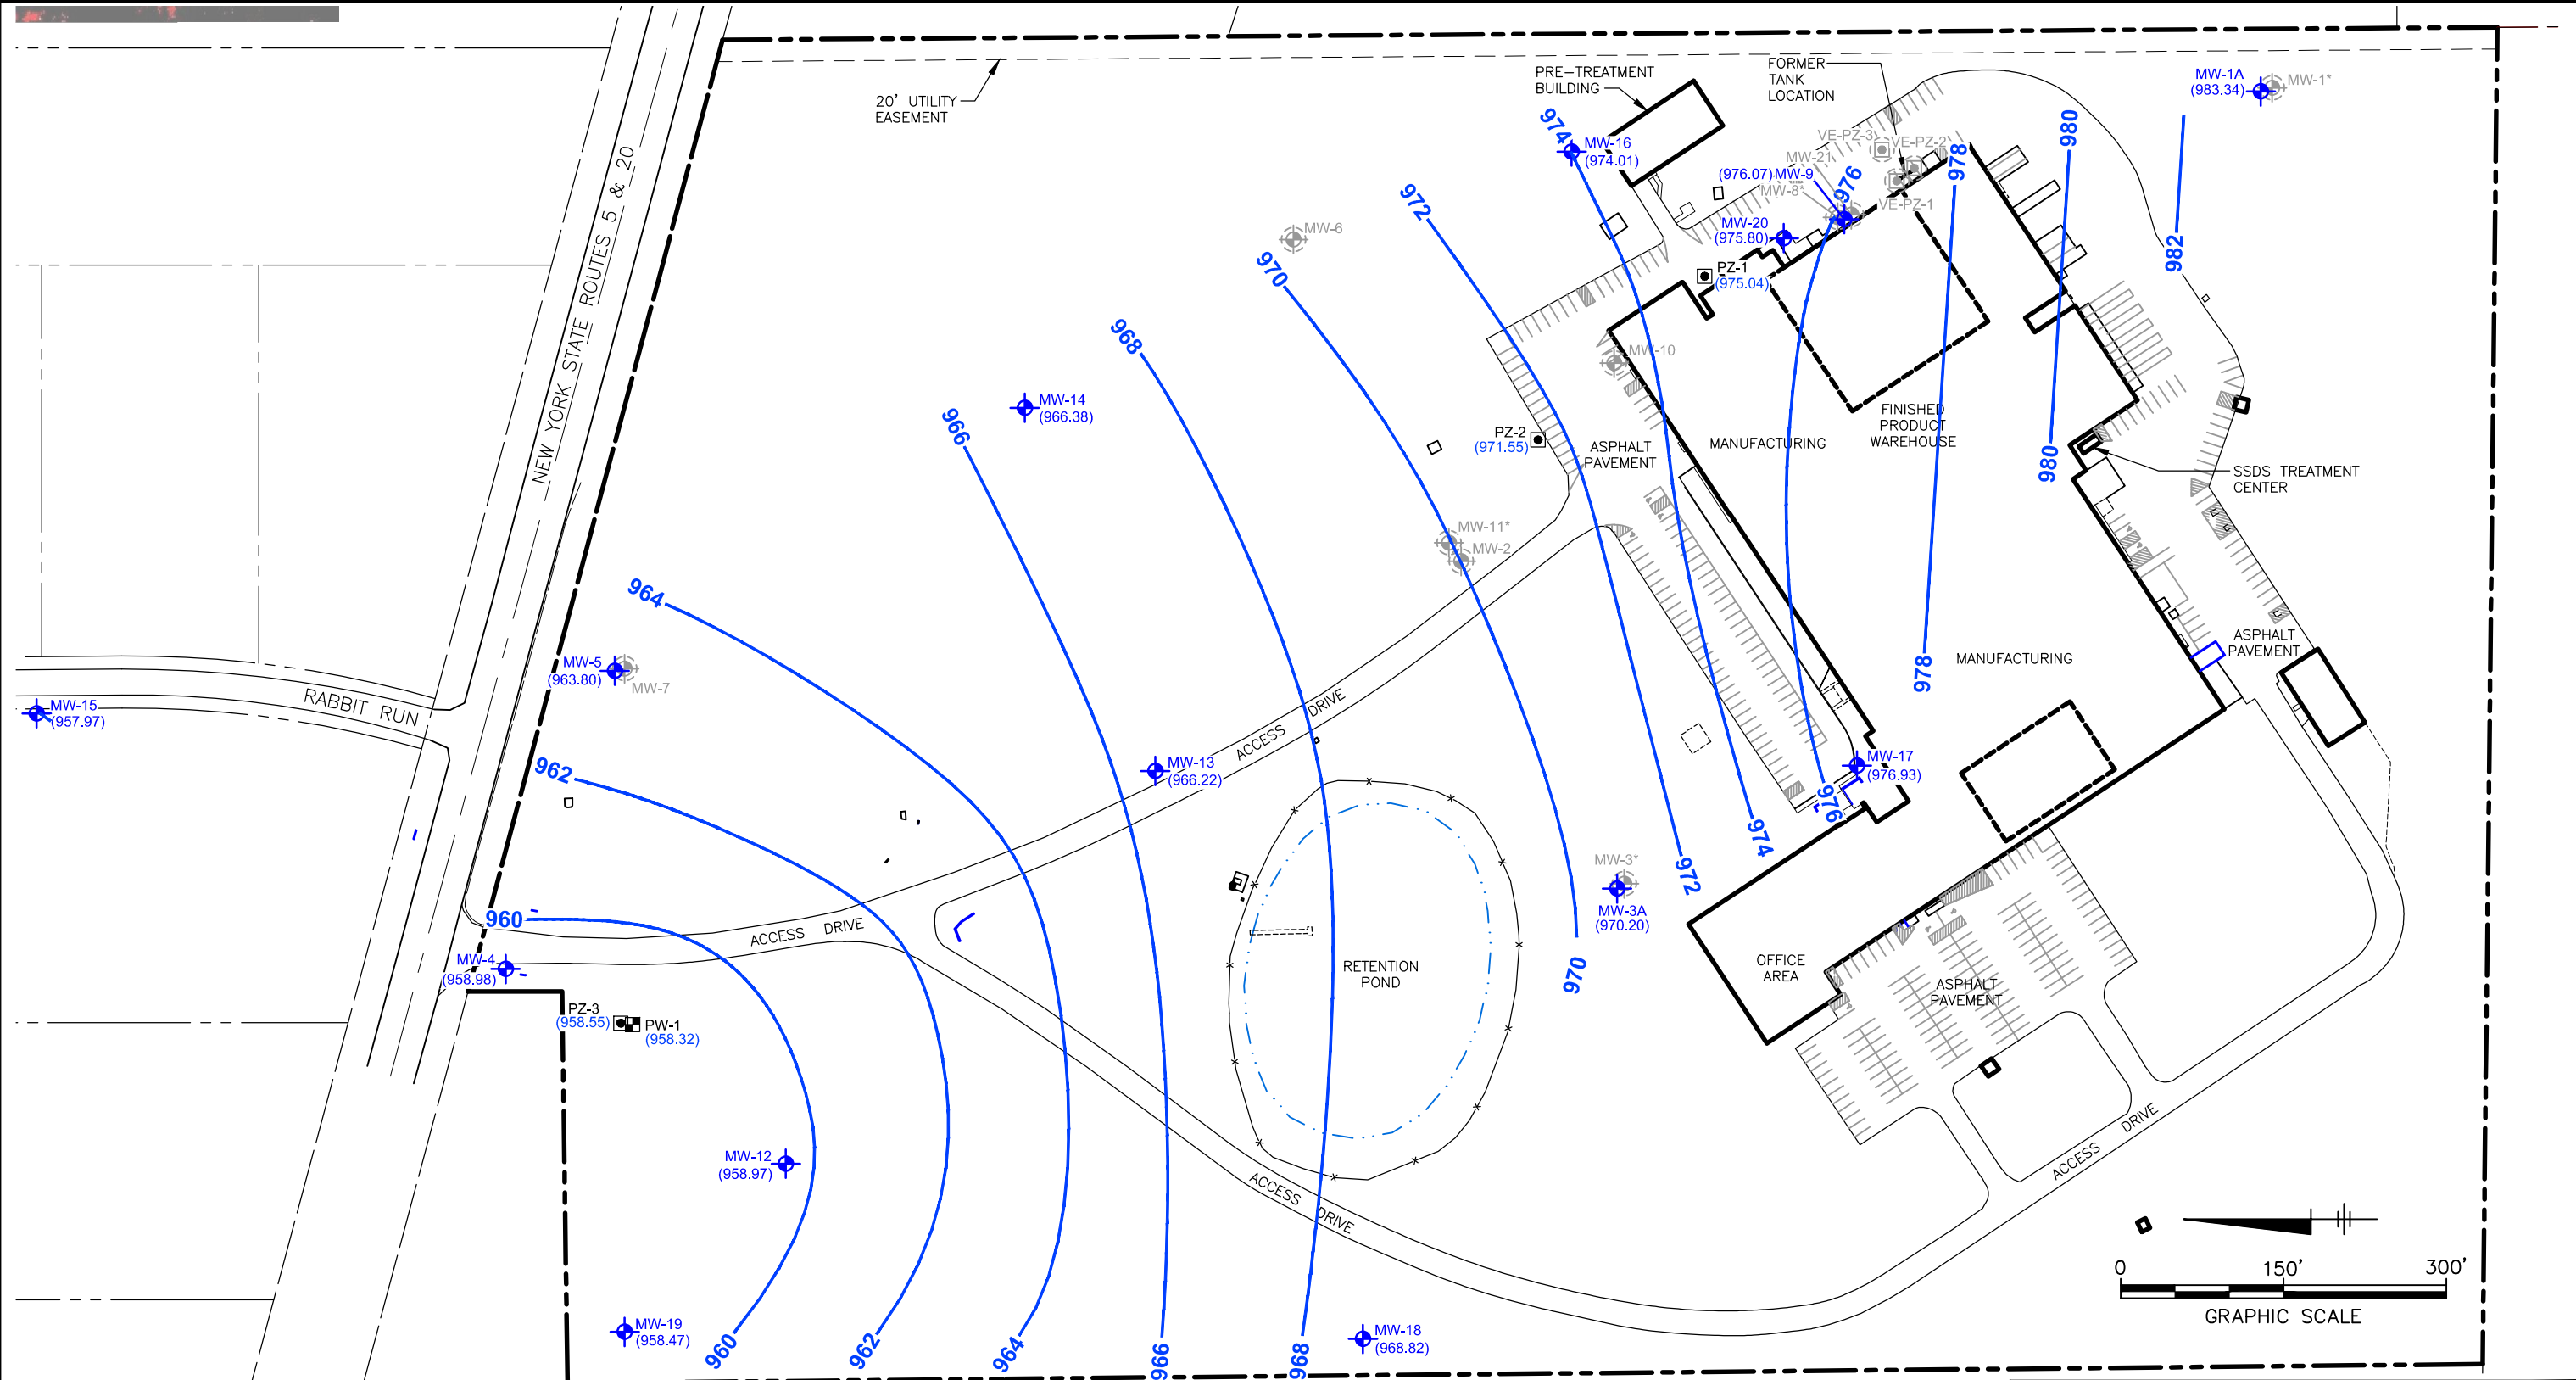 20' UTILITY
EASEMENT
PRE-TREATMENT
BUILDING
FORMER
TANK
LOCATION
MW-1A
(983.34)
MW-1*
974
MW-16
(974.01)
VE-PZ-3
VE-PZ-2
MW-21
(976.07) MW-9
MW-8*
976
VE-PZ-1
978
980
982
972
MW-6
MW-20
(975.80)
PZ-1
(975.04)
970
NEW YORK STATE ROUTES 5 & 20
968
MW-10
MW-14
(966.38)
966
PZ-2
(971.55)
ASPHALT
PAVEMENT
MANUFACTURING
FINISHED
PRODUCT
WAREHOUSE
980
SSDS TREATMENT
CENTER
MW-11*
MW-2
964
MW-5
(963.80)
MW-7
978
MANUFACTURING
ASPHALT
PAVEMENT
MW-15
(957.97)
RABBIT RUN
962
MW-13
(966.22)
ACCESS DRIVE
MW-17
(976.93)
976
974
972
MW-3*
MW-3A
(970.20)
960
ACCESS DRIVE
MW-4
(958.98)
970
RETENTION
POND
OFFICE
AREA
ASPHALT
PAVEMENT
PZ-3
(958.55)
PW-1
(958.32)
MW-12
(958.97)
ACCESS DRIVE
ACCESS DRIVE
MW-19
(958.47)
960
962
964
966
968
MW-18
(968.82)
0 150' 300'
GRAPHIC SCALE